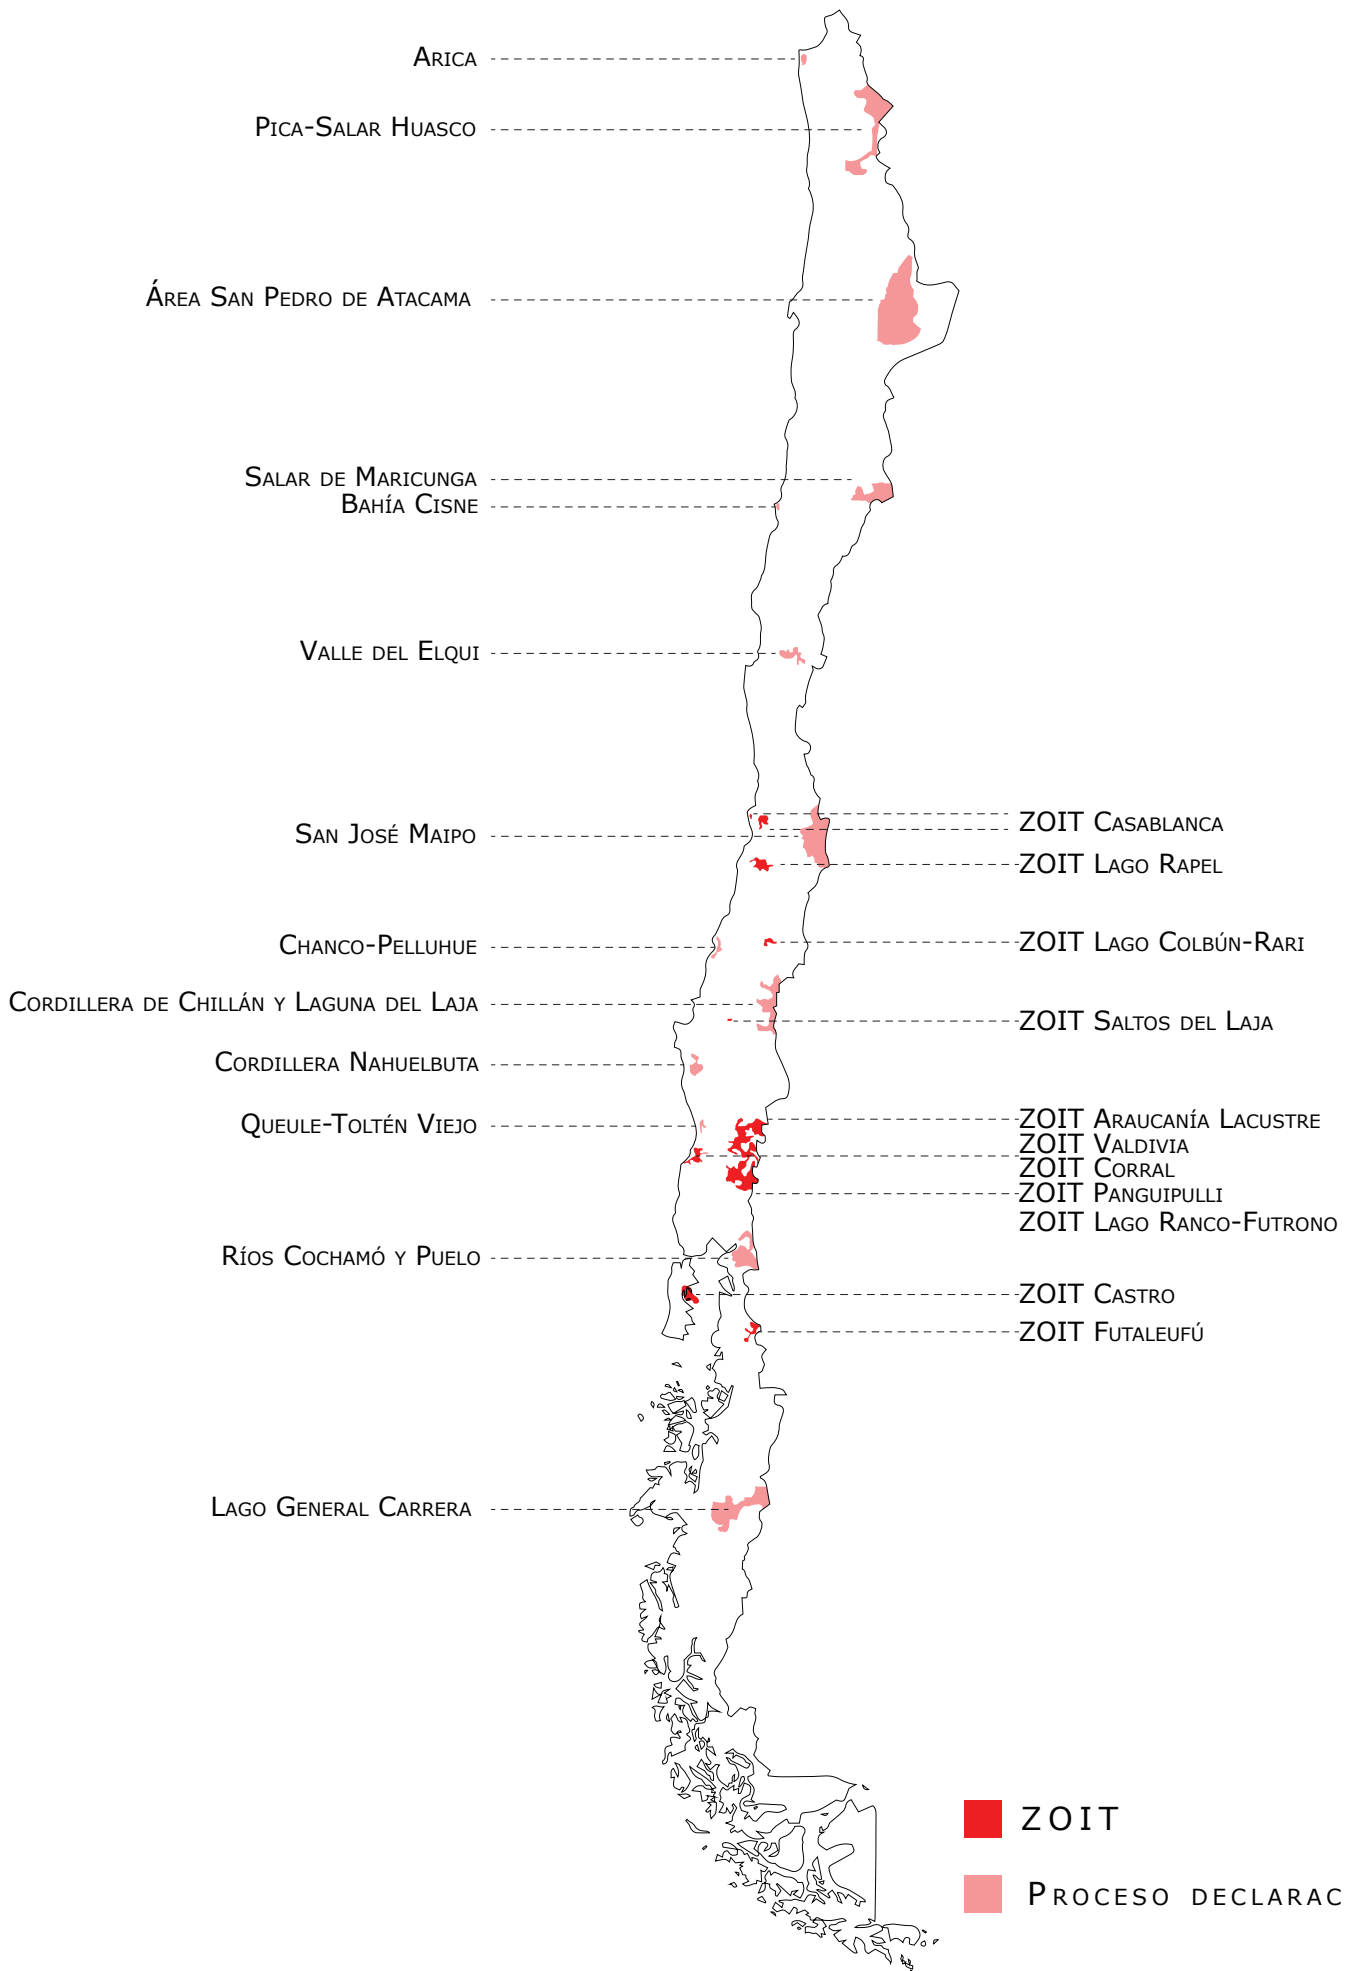 Arica
Pica-Salar Huasco
Área San Pedro de Atacama
Salar de Maricunga
Bahía Cisne
Valle del Elqui
San José Maipo
Chanco-Pelluhue
Cordillera de Chillán y Laguna del Laja
Cordillera Nahuelbuta
Queule-Toltén Viejo
Ríos Cochamó y Puelo
Lago General Carrera
ZOIT Casablanca
ZOIT Lago Rapel
ZOIT Lago Colbún-Rari
ZOIT Saltos del Laja
ZOIT Araucanía Lacustre
ZOIT Valdivia
ZOIT Corral
ZOIT Panguipulli
ZOIT Lago Ranco-Futrono
ZOIT Castro
ZOIT Futaleufú
ZOIT
Proceso declarac